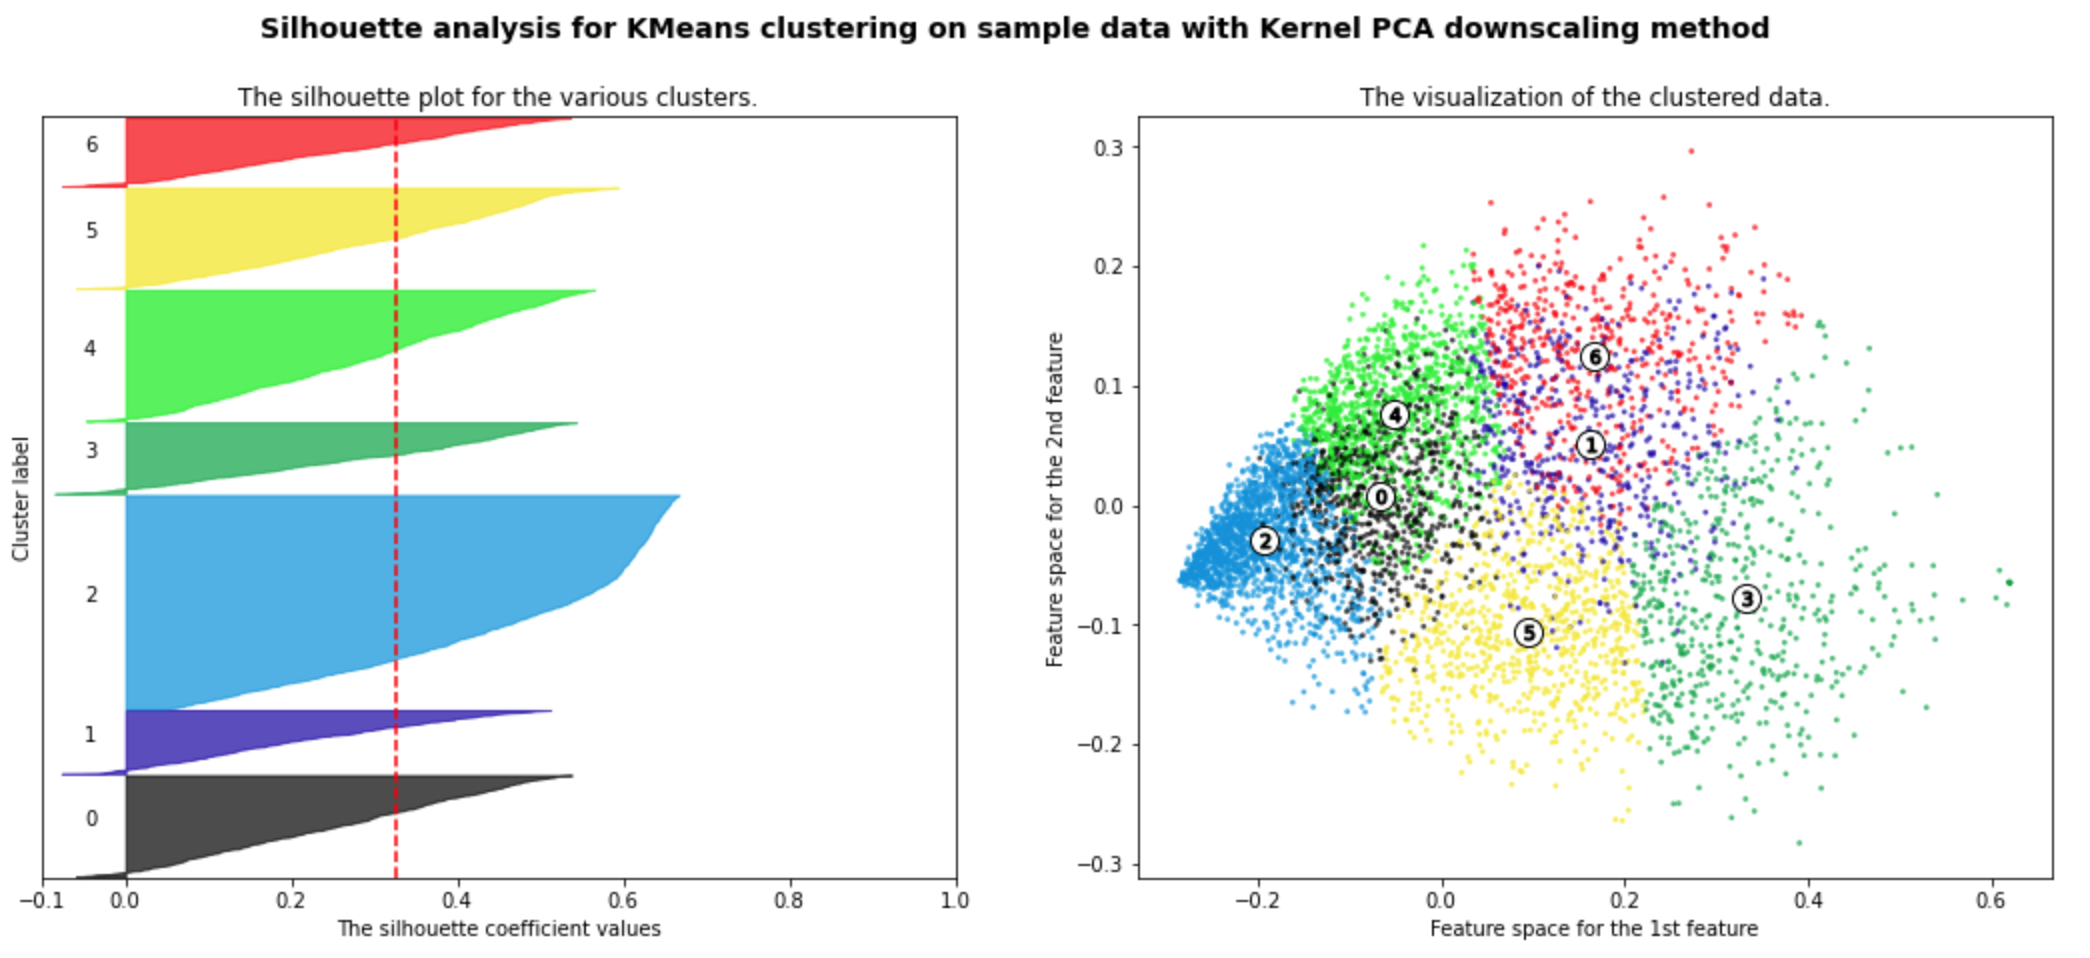 Silhouette analysis for KMeans clustering on sample data with Kernel PCA downscaling method
The silhouette plot for the various clusters.
6
5
4
3
2
1
0
Cluster label
−0.1 0.0 0.2 0.4 0.6 0.8 1.0
The silhouette coefficient values
The visualization of the clustered data.
0.3
0.2
0.1
0.0
−0.1
−0.2
−0.3
Feature space for the 2nd feature
6
4
1
0
2
3
5
−0.2 0.0 0.2 0.4 0.6
Feature space for the 1st feature